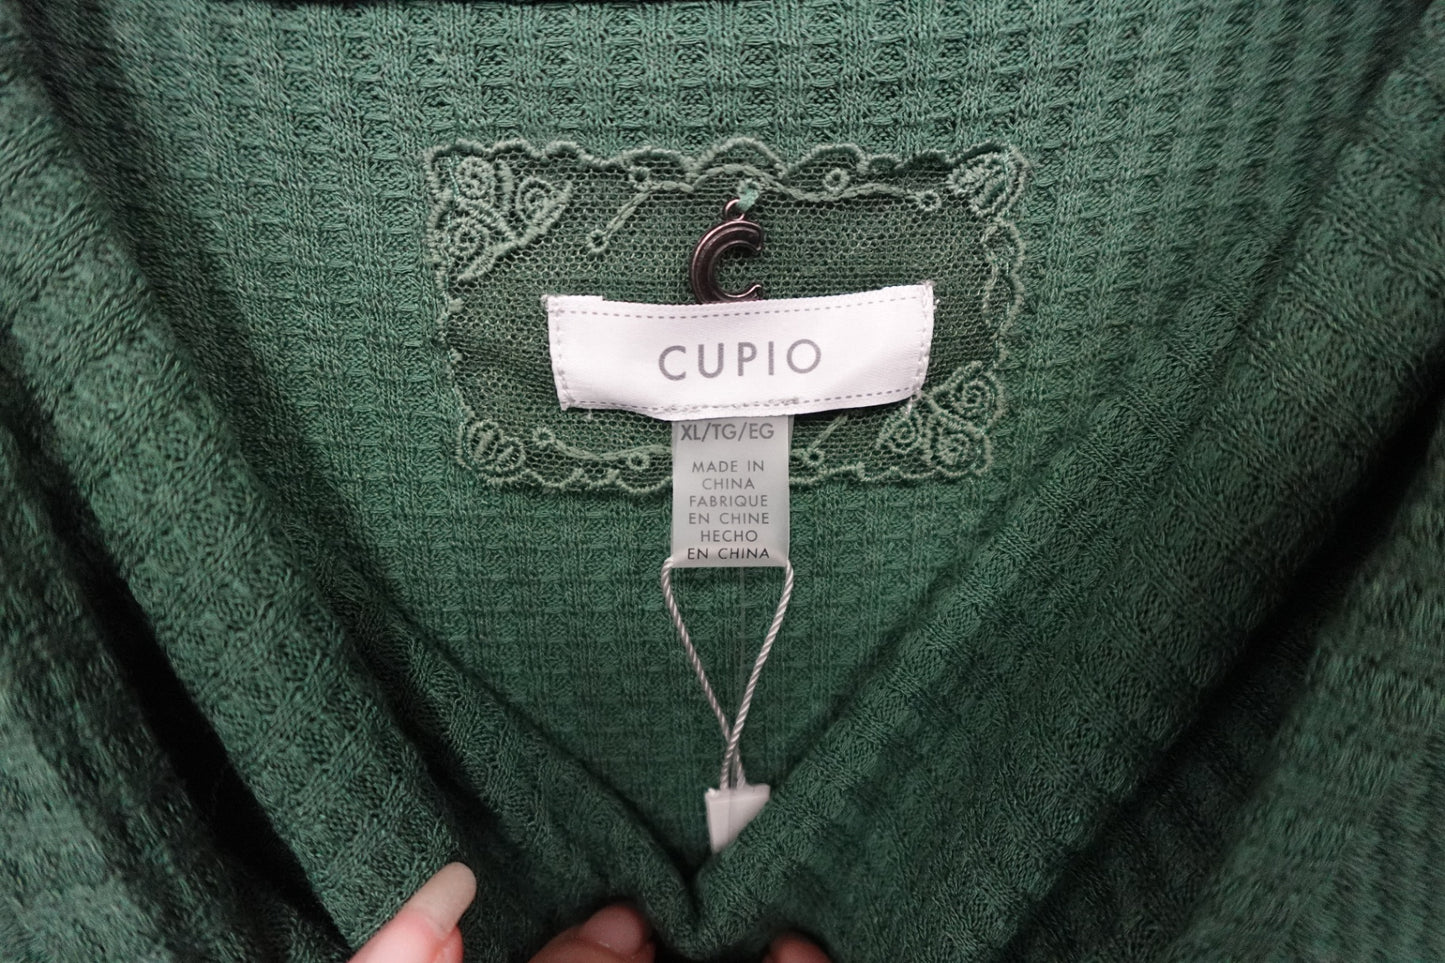 C
CUPIO
XL/TG/EG
MADE IN
CHINA
FABRIQUE
EN CHINE
HECHO
EN CHINA